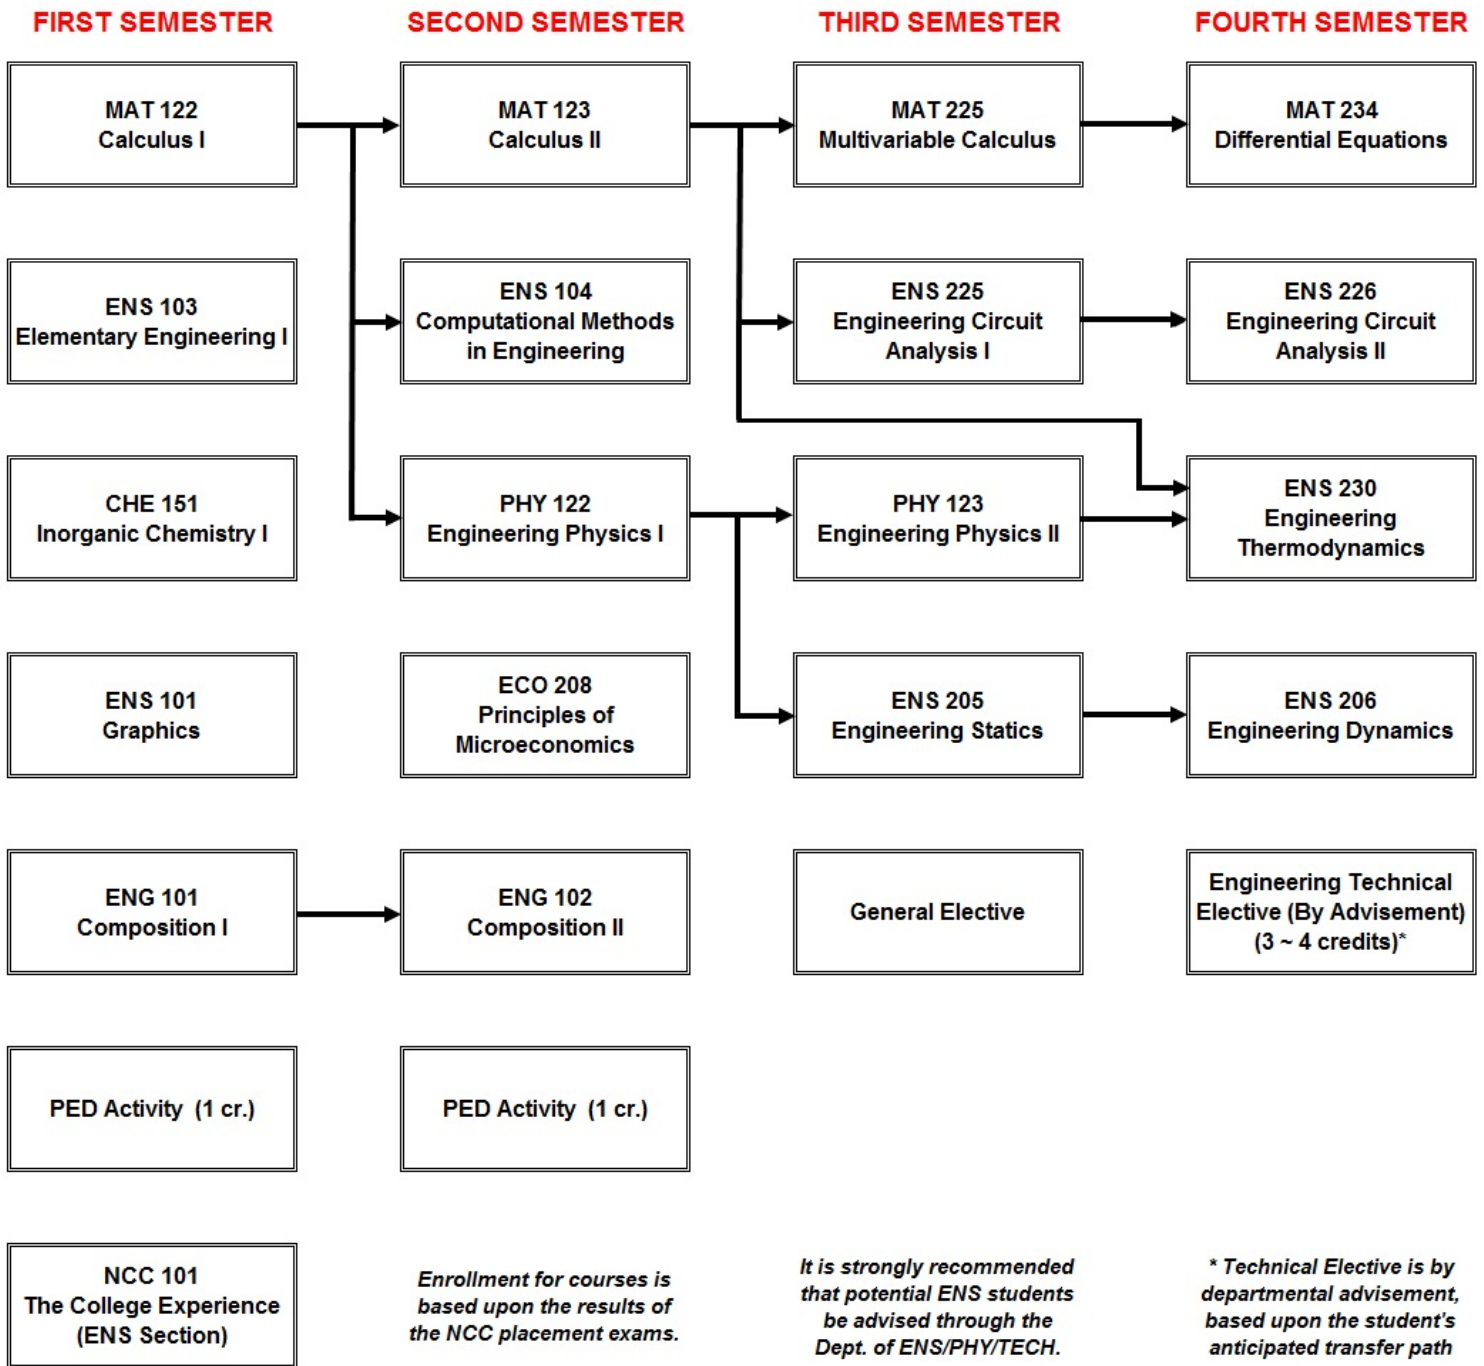 FIRST SEMESTER
SECOND SEMESTER
THIRD SEMESTER
FOURTH SEMESTER
MAT 122
Calculus I
MAT 123
Calculus II
MAT 225
Multivariable Calculus
MAT 234
Differential Equations
ENS 103
Elementary Engineering I
ENS 104
Computational Methods
in Engineering
ENS 225
Engineering Circuit
Analysis I
ENS 226
Engineering Circuit
Analysis II
CHE 151
Inorganic Chemistry I
PHY 122
Engineering Physics I
PHY 123
Engineering Physics II
ENS 230
Engineering
Thermodynamics
ENS 101
Graphics
ECO 208
Principles of
Microeconomics
ENS 205
Engineering Statics
ENS 206
Engineering Dynamics
ENG 101
Composition I
ENG 102
Composition II
General Elective
Engineering Technical
Elective (By Advisement)
(3 ~ 4 credits)*
PED Activity (1 cr.)
PED Activity (1 cr.)
NCC 101
The College Experience
(ENS Section)
Enrollment for courses is
based upon the results of
the NCC placement exams.
It is strongly recommended
that potential ENS students
be advised through the
Dept. of ENS/PHY/TECH.
* Technical Elective is by
departmental advisement,
based upon the student's
anticipated transfer path